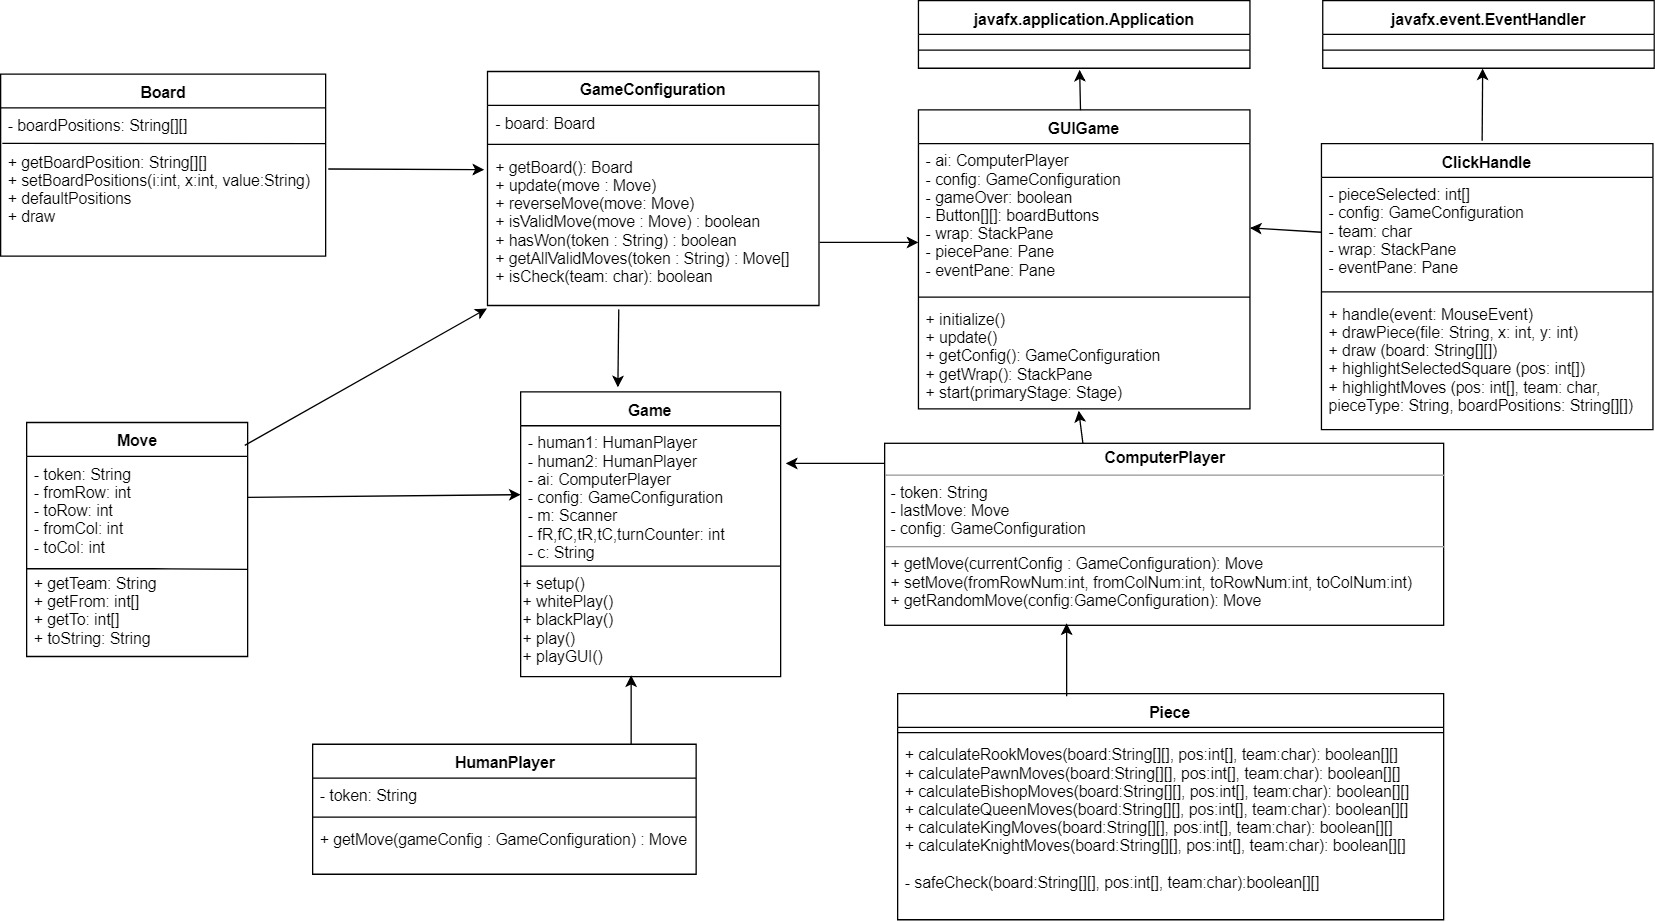 javafx.application.Application
javafx.event.EventHandler
Board
- boardPositions: String[][]
+ getBoardPosition: String[][]
+ setBoardPositions(i:int, x:int, value:String)
+ defaultPositions
+ draw
GameConfiguration
- board: Board
+ getBoard(): Board
+ update(move : Move)
+ reverseMove(move: Move)
+ isValidMove(move : Move) : boolean
+ hasWon(token : String) : boolean
+ getAllValidMoves(token : String) : Move[]
+ isCheck(team: char): boolean
GUIGame
- ai: ComputerPlayer
- config: GameConfiguration
- gameOver: boolean
- Button[][]: boardButtons
- wrap: StackPane
- piecePane: Pane
- eventPane: Pane
+ initialize()
+ update()
+ getConfig(): GameConfiguration
+ getWrap(): StackPane
+ start(primaryStage: Stage)
ClickHandle
- pieceSelected: int[]
- config: GameConfiguration
- team: char
- wrap: StackPane
- eventPane: Pane
+ handle(event: MouseEvent)
+ drawPiece(file: String, x: int, y: int)
+ draw (board: String[][])
+ highlightSelectedSquare (pos: int[])
+ highlightMoves (pos: int[], team: char,
pieceType: String, boardPositions: String[][])
Move
- token: String
- fromRow: int
- toRow: int
- fromCol: int
- toCol: int
+ getTeam: String
+ getFrom: int[]
+ getTo: int[]
+ toString: String
Game
- human1: HumanPlayer
- human2: HumanPlayer
- ai: ComputerPlayer
- config: GameConfiguration
- m: Scanner
- fR,fC,tR,tC,turnCounter: int
- c: String
+ setup()
+ whitePlay()
+ blackPlay()
+ play()
+ playGUI()
ComputerPlayer
- token: String
- lastMove: Move
- config: GameConfiguration
+ getMove(currentConfig : GameConfiguration): Move
+ setMove(fromRowNum:int, fromColNum:int, toRowNum:int, toColNum:int)
+ getRandomMove(config:GameConfiguration): Move
HumanPlayer
- token: String
+ getMove(gameConfig : GameConfiguration) : Move
Piece
+ calculateRookMoves(board:String[][], pos:int[], team:char): boolean[][]
+ calculatePawnMoves(board:String[][], pos:int[], team:char): boolean[][]
+ calculateBishopMoves(board:String[][], pos:int[], team:char): boolean[][]
+ calculateQueenMoves(board:String[][], pos:int[], team:char): boolean[][]
+ calculateKingMoves(board:String[][], pos:int[], team:char): boolean[][]
+ calculateKnightMoves(board:String[][], pos:int[], team:char): boolean[][]
- safeCheck(board:String[][], pos:int[], team:char):boolean[][]